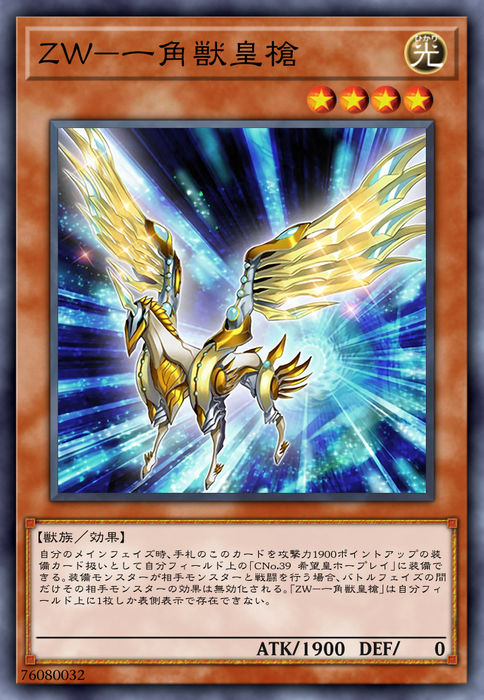 ZW－一角獣皇槍
ひかり
光
【獣族／効果】
自分のメインフェイズ時、手札のこのカードを攻撃力1900ポイントアップの装
備カード扱いとして自分フィールド上の「CNo.39 希望皇ホープレイ」に装備で
きる。装備モンスターが相手モンスターと戦闘を行う場合、バトルフェイズの間
だけその相手モンスターの効果は無効化される。「ZW－一角獣皇槍」は自分フィ
ールド上に1枚しか表側表示で存在できない。
ATK/1900 DEF/ 0
76080032